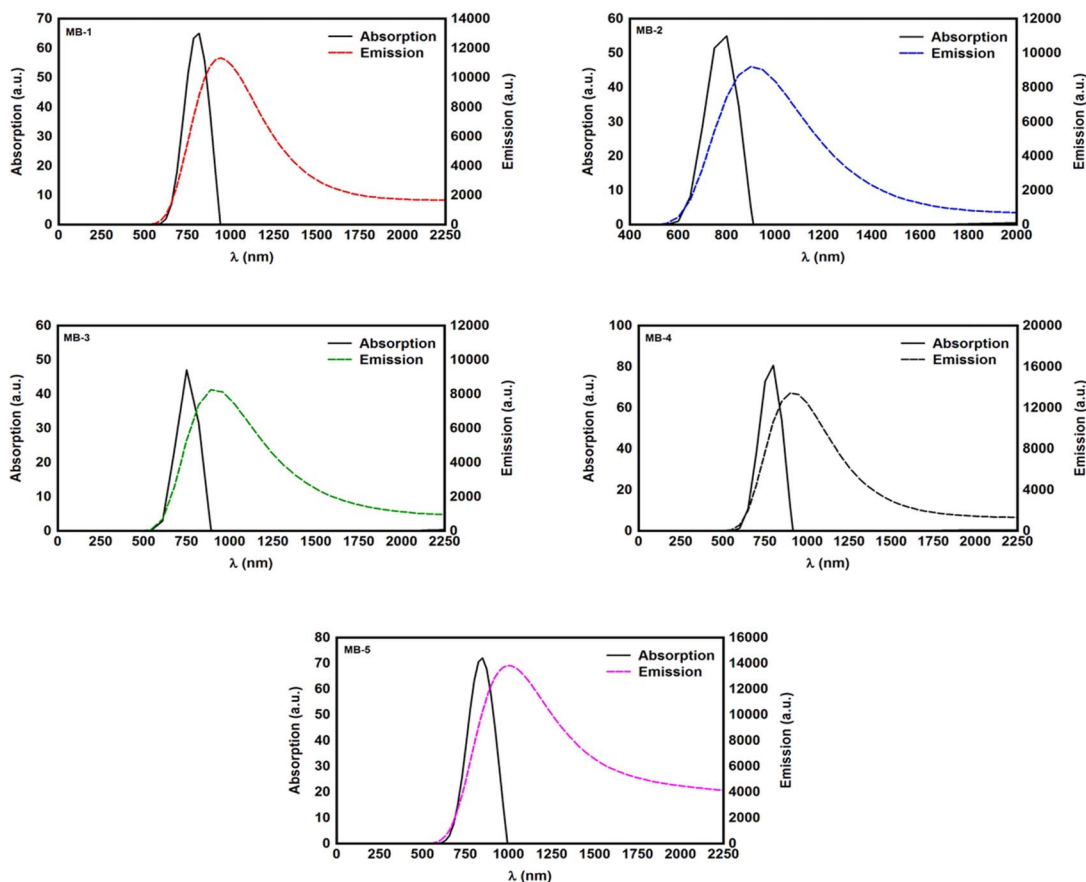 MB-1
Absorption
Emission
Absorption (a.u.)
Emission (a.u.)
70
60
50
40
30
20
10
0
14000
12000
10000
8000
6000
4000
2000
0
0 250 500 750 1000 1250 1500 1750 2000 2250
λ (nm)
MB-2
Absorption
Emission
Absorption (a.u.)
Emission (a.u.)
60
50
40
30
20
10
0
12000
10000
8000
6000
4000
2000
0
400 600 800 1000 1200 1400 1600 1800 2000
λ (nm)
MB-3
Absorption
Emission
Absorption (a.u.)
Emission (a.u.)
60
50
40
30
20
10
0
12000
10000
8000
6000
4000
2000
0
0 250 500 750 1000 1250 1500 1750 2000 2250
λ (nm)
MB-4
Absorption
Emission
Absorption (a.u.)
Emission (a.u.)
100
80
60
40
20
0
20000
16000
12000
8000
4000
0
0 250 500 750 1000 1250 1500 1750 2000 2250
λ (nm)
MB-5
Absorption
Emission
Absorption (a.u.)
Emission (a.u.)
80
70
60
50
40
30
20
10
0
16000
14000
12000
10000
8000
6000
4000
2000
0
0 250 500 750 1000 1250 1500 1750 2000 2250
λ (nm)